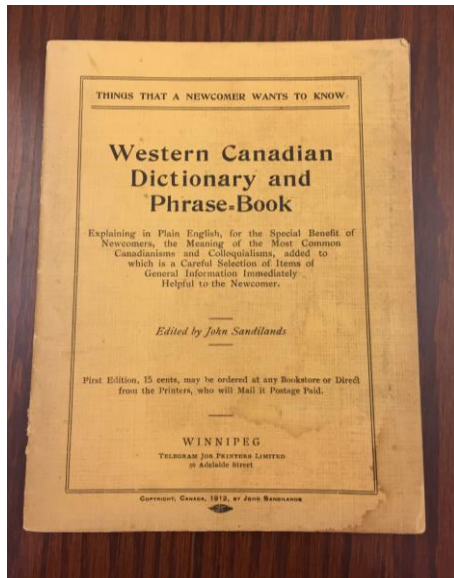 THINGS THAT A NEWCOMER WANTS TO KNOW
Western Canadian
Dictionary and
Phrase=Book
Explaining in Plain English, for the Special Benefit of
Newcomers, the Meaning of the Most Common
Canadianisms and Colloquialisms, added to
which is a Careful Selection of Items of
General Information Immediately
Helpful to the Newcomer.
Edited by John Sandilands
First Edition, 15 cents, may be ordered at any Bookstore or Direct
from the Printers, who will Mail it Postage Paid.
WINNIPEG
TELEGRAM JOB PRINTERS LIMITED
Adelaide Street
COPYRIGHT, CANADA, 1912, BY JOHN SANDILANDS